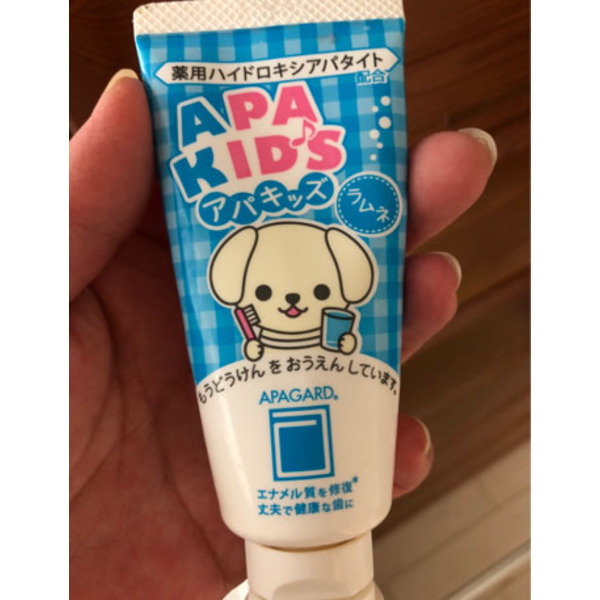 薬用ハイドロキシアパタイト
配合
APA
KID'S
アパキッズ
ラムネ
もうどうけんをおうえんしています。
APAGARD®
エナメル質を修復*
丈夫で健康な歯に